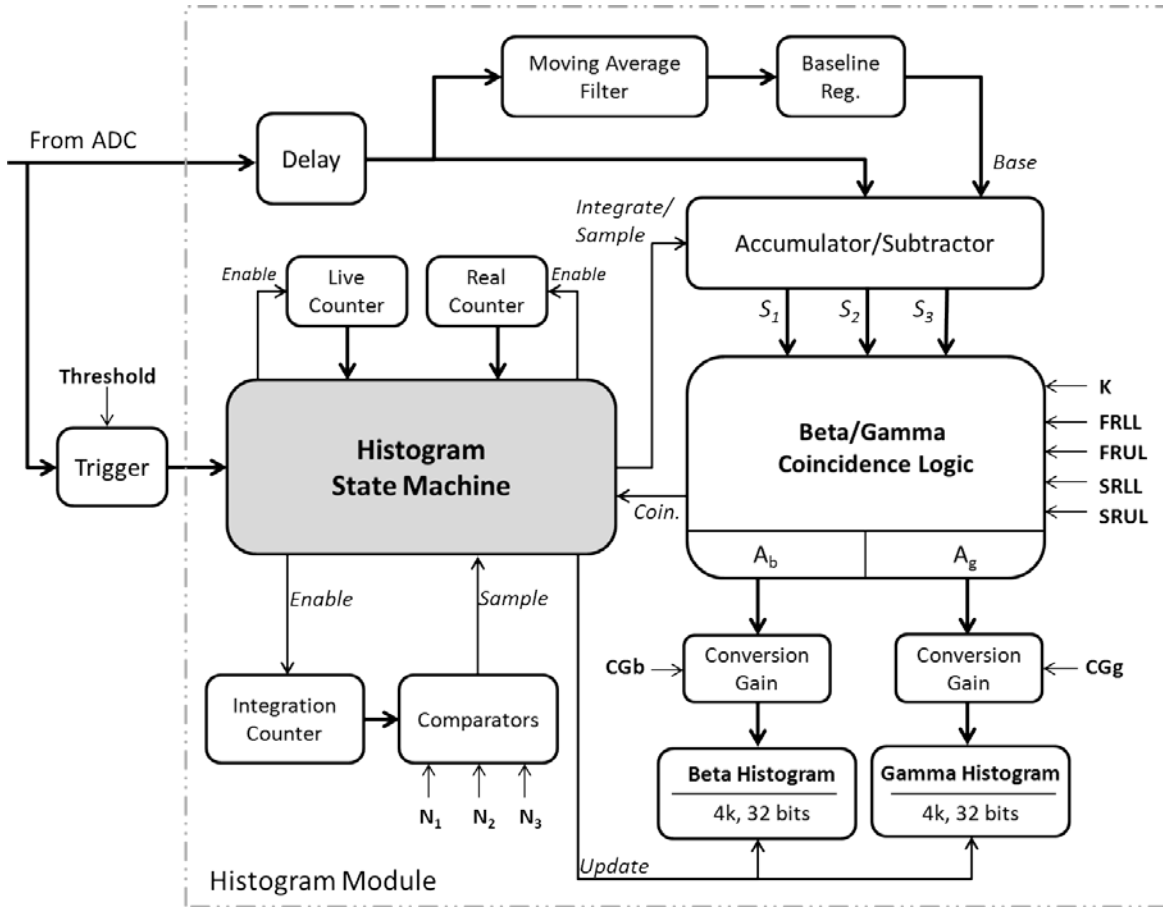 Moving Average
Filter
Baseline
Reg.
From ADC
Delay
Base
Integrate/
Sample
Accumulator/Subtractor
Enable
Live
Counter
Real
Counter
Enable
S₁
S₂
S₃
Threshold
Trigger
Histogram
State Machine
Beta/Gamma
Coincidence Logic
K
FRLL
FRUL
SRLL
SRUL
Coin.
A_b
A_g
Enable
Sample
CGb
Conversion
Gain
Conversion
Gain
CGg
Integration
Counter
Comparators
N₁
N₂
N₃
Beta Histogram
4k, 32 bits
Gamma Histogram
4k, 32 bits
Update
Histogram Module